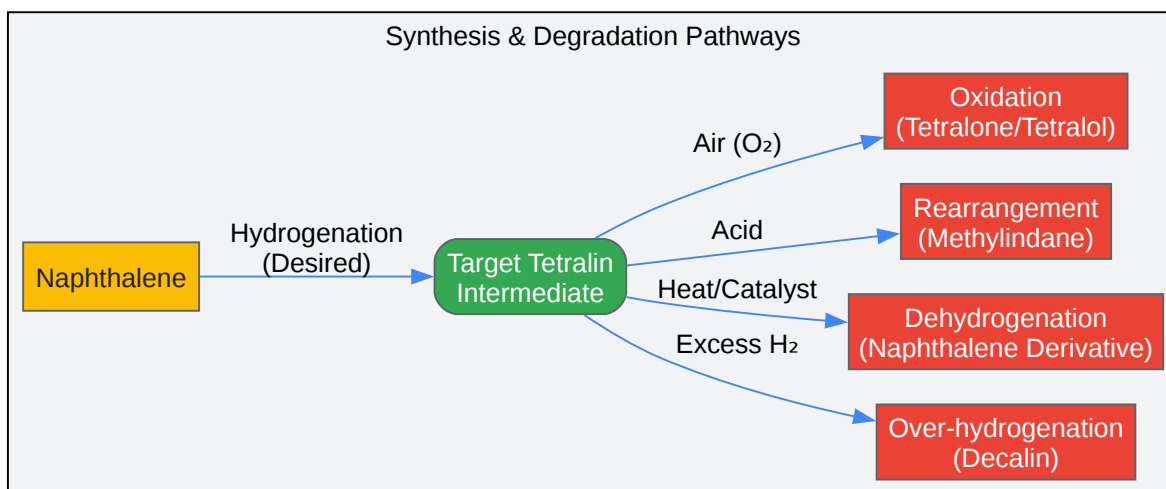 Synthesis & Degradation Pathways
Naphthalene
Hydrogenation
(Desired)
Target Tetralin
Intermediate
Air (O₂)
Oxidation
(Tetralone/Tetralol)
Acid
Rearrangement
(Methylindane)
Heat/Catalyst
Dehydrogenation
(Naphthalene Derivative)
Excess H₂
Over-hydrogenation
(Decalin)